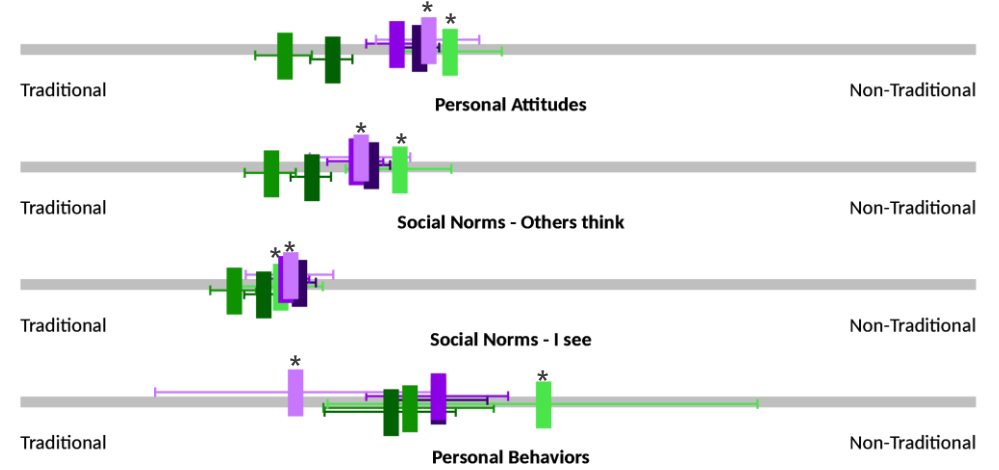 * *
Traditional Non-Traditional
Personal Attitudes
* *
Traditional Non-Traditional
Social Norms - Others think
* *
Traditional Non-Traditional
Social Norms - I see
* *
Traditional Non-Traditional
Personal Behaviors